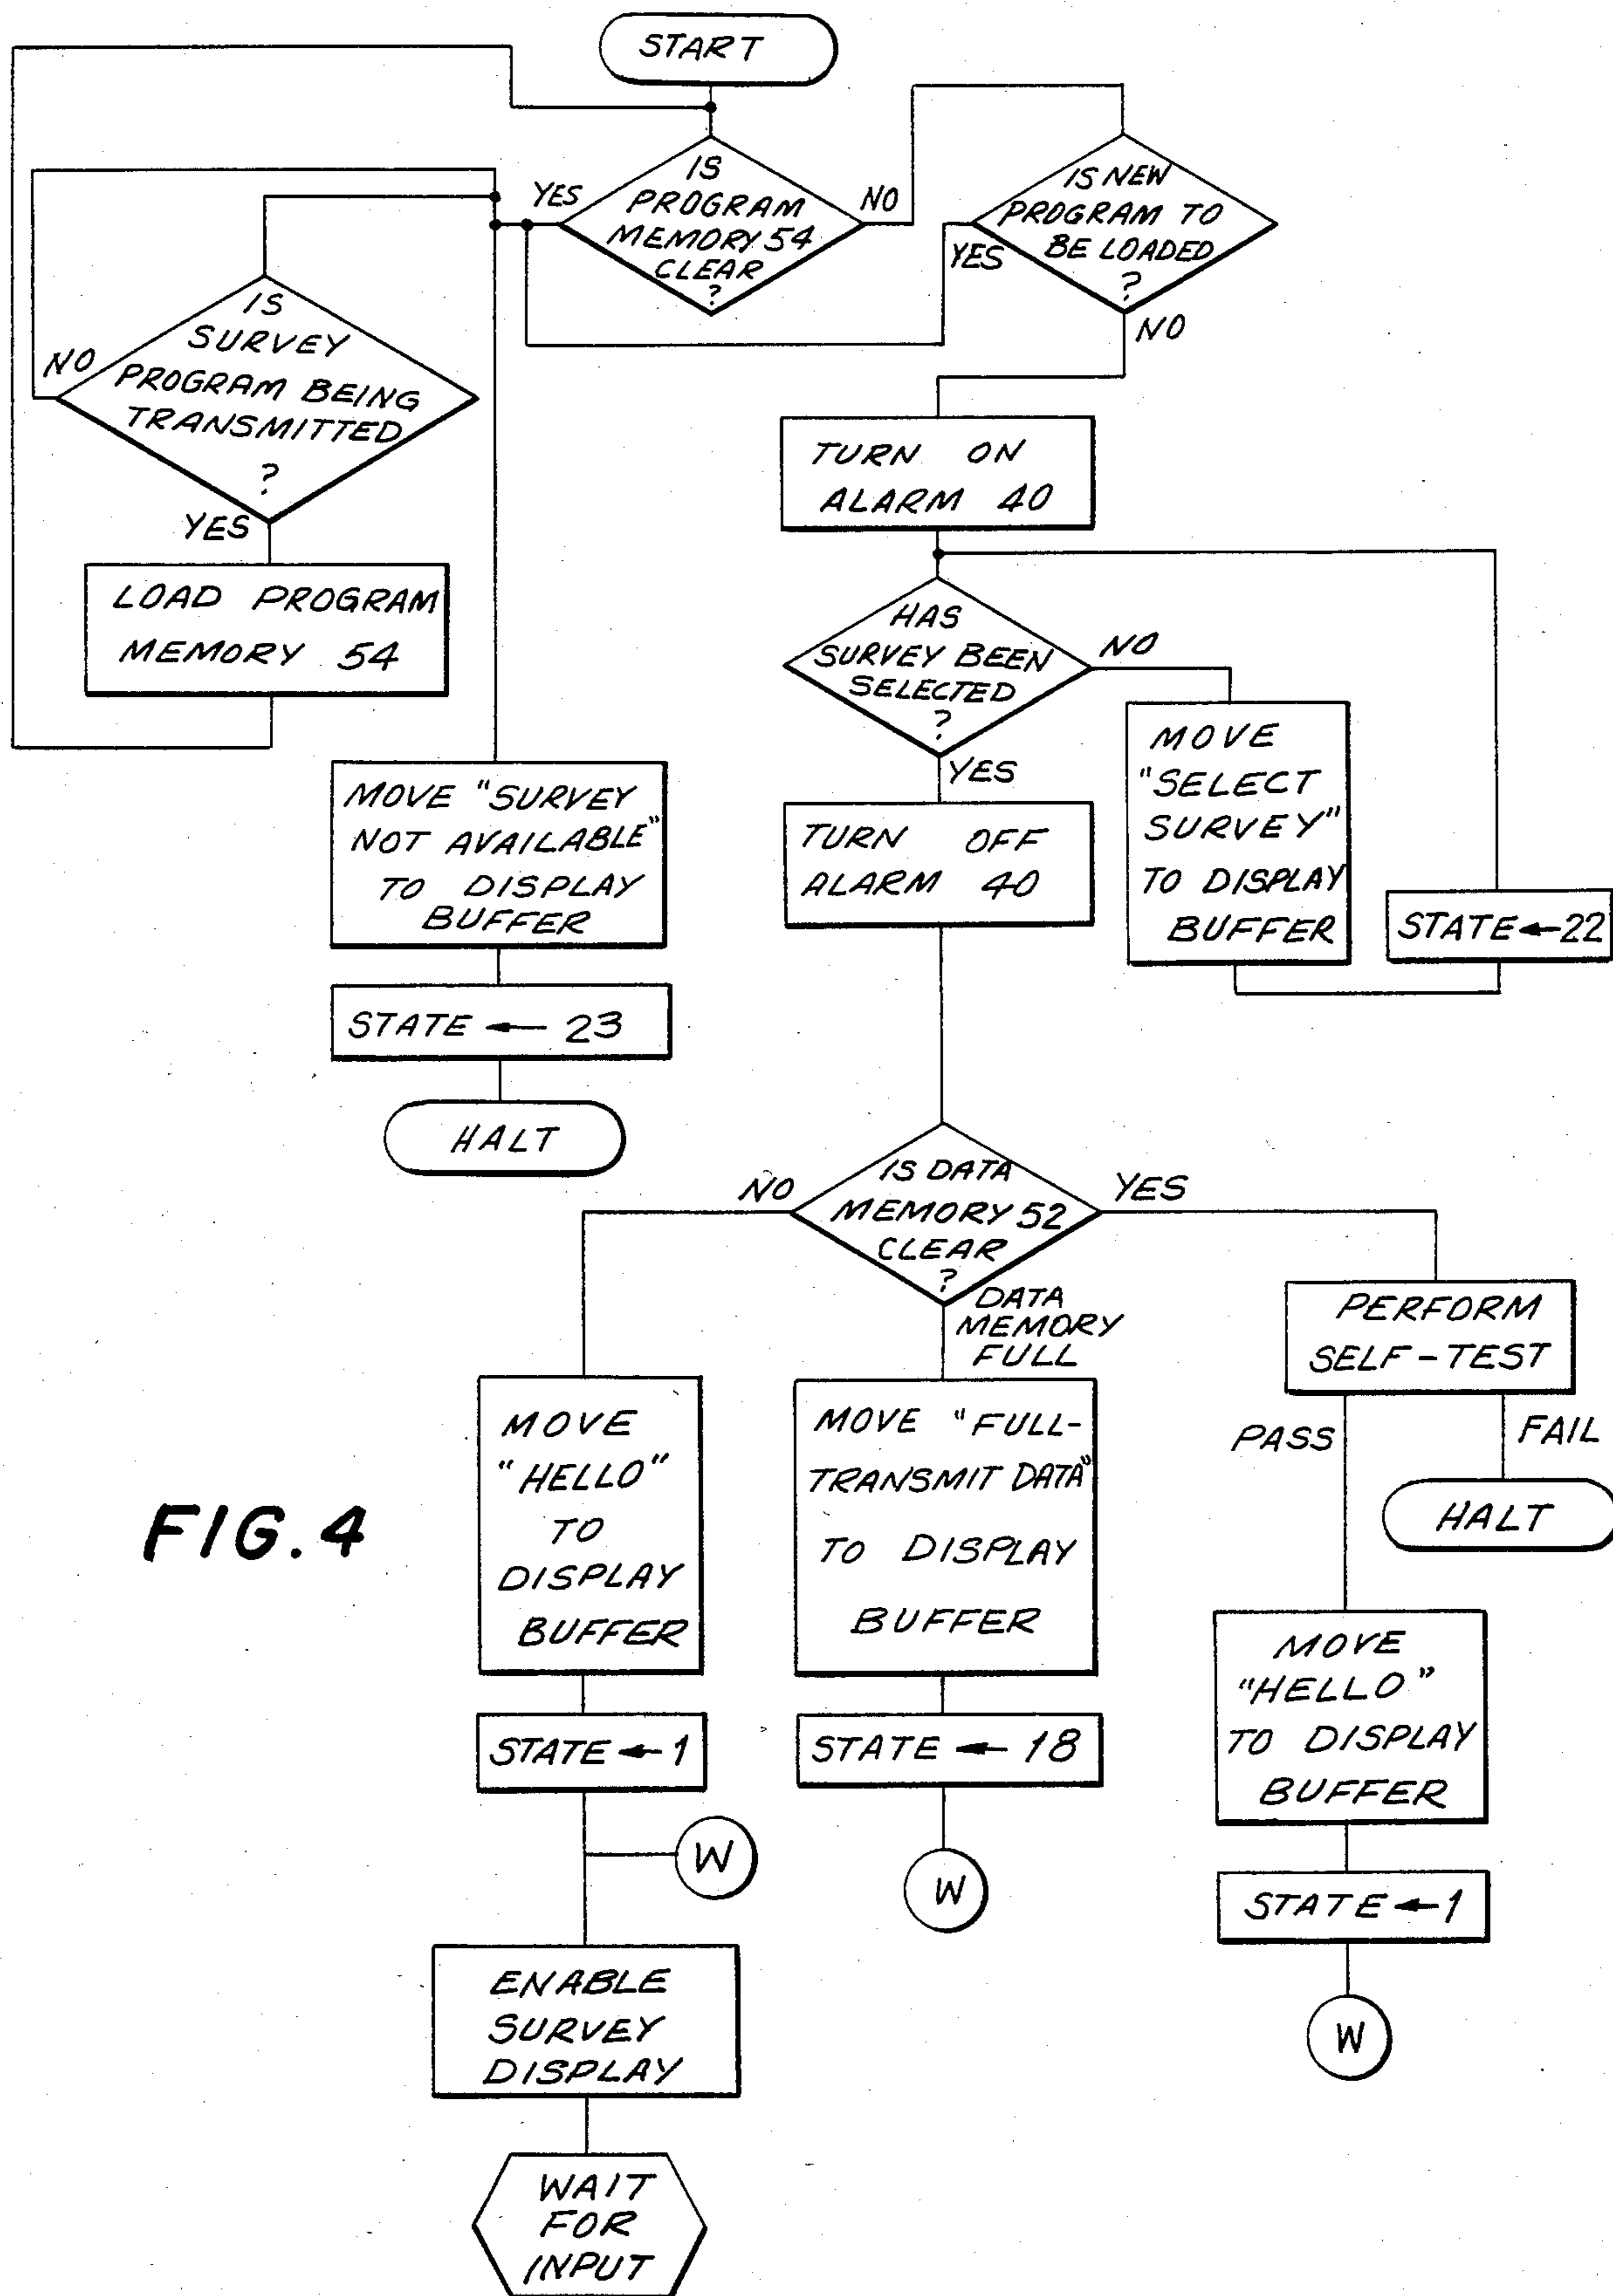 START
IS
PROGRAM
MEMORY 54
CLEAR
?
YES
NO
IS NEW
PROGRAM TO
BE LOADED
?
YES
NO
IS
SURVEY
PROGRAM BEING
TRANSMITTED
?
NO
YES
LOAD PROGRAM
MEMORY 54
TURN ON
ALARM 40
HAS
SURVEY BEEN
SELECTED
?
NO
YES
MOVE
"SELECT
SURVEY"
TO DISPLAY
BUFFER
STATE ← 22
MOVE "SURVEY
NOT AVAILABLE"
TO DISPLAY
BUFFER
STATE ← 23
HALT
TURN OFF
ALARM 40
IS DATA
MEMORY 52
CLEAR
?
NO
YES
DATA
MEMORY
FULL
PERFORM
SELF-TEST
PASS
FAIL
HALT
MOVE
"HELLO"
TO
DISPLAY
BUFFER
STATE ← 1
W
MOVE "FULL-
TRANSMIT DATA"
TO DISPLAY
BUFFER
STATE ← 18
W
MOVE
"HELLO"
TO DISPLAY
BUFFER
STATE ← 1
W
ENABLE
SURVEY
DISPLAY
WAIT
FOR
INPUT
FIG. 4